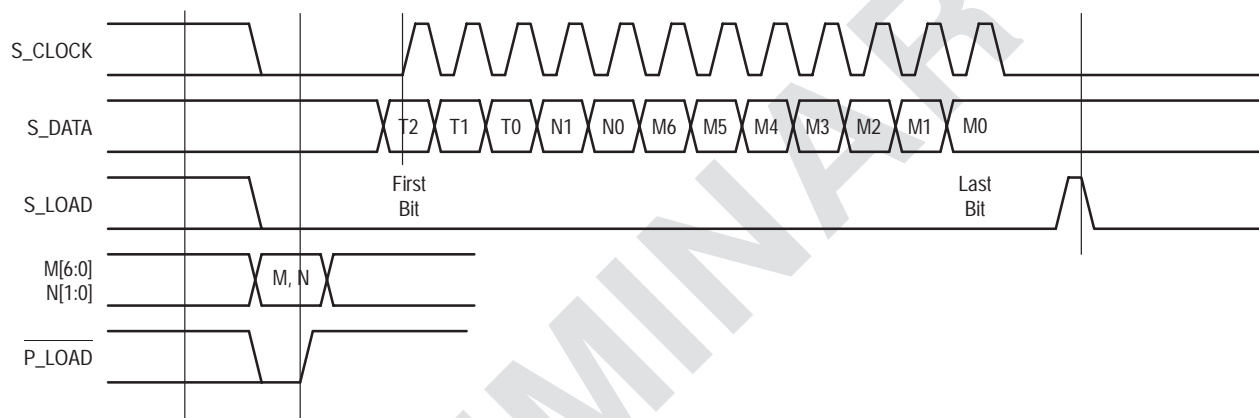 S_CLOCK
S_DATA
T2 T1 T0 N1 N0 M6 M5 M4 M3 M2 M1 M0
First
Bit
Last
Bit
S_LOAD
M[6:0]
N[1:0]
M, N
P_LOAD
MINAR